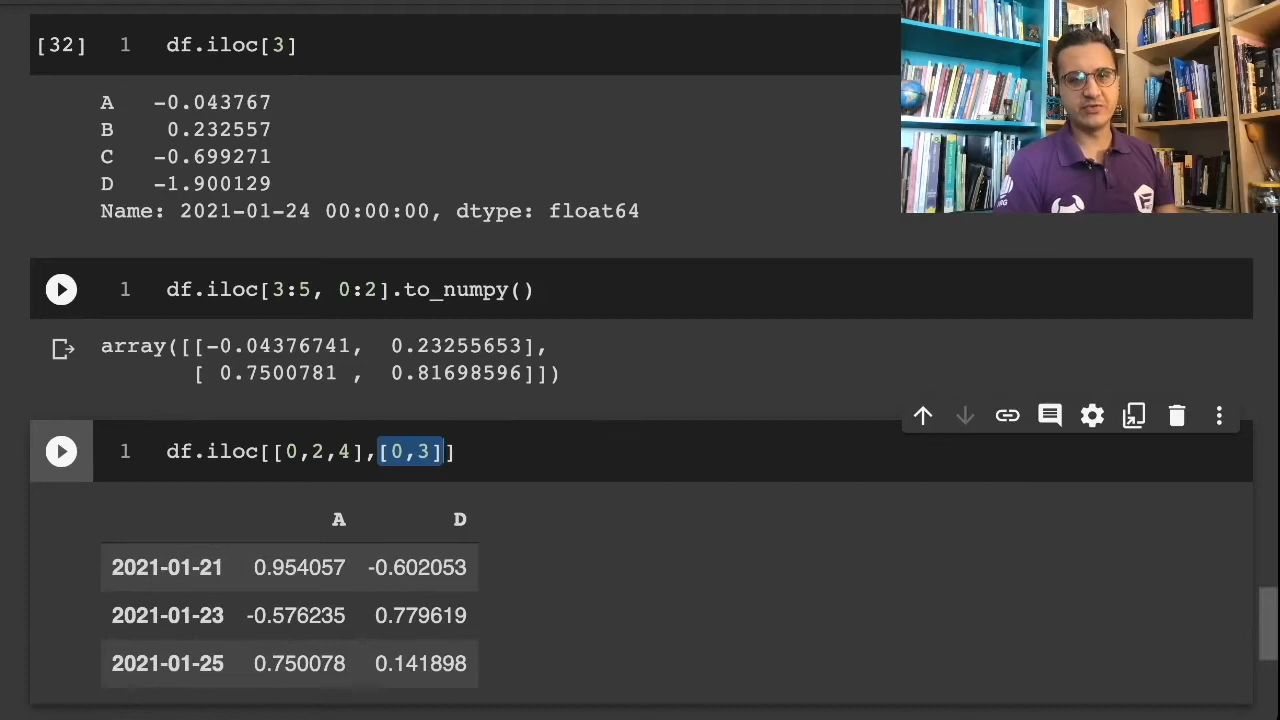 [32] 1 df.iloc[3]
A -0.043767
B 0.232557
C -0.699271
D -1.900129
Name: 2021-01-24 00:00:00, dtype: float64
1 df.iloc[3:5, 0:2].to_numpy()
array([[-0.04376741, 0.23255653],
[ 0.7500781 , 0.81698596]])
1 df.iloc[[0,2,4],[0,3]]
A D
2021-01-21 0.954057 -0.602053
2021-01-23 -0.576235 0.779619
2021-01-25 0.750078 0.141898